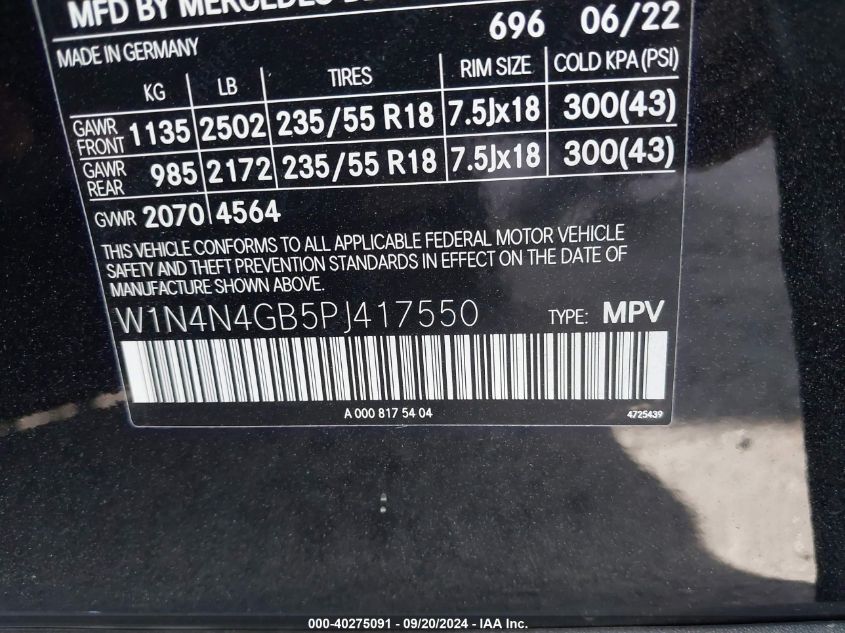 MFD BY MERCEDES-
696 06/22
MADE IN GERMANY
KG LB TIRES RIM SIZE COLD KPA (PSI)
GAWR FRONT 1135 2502 235/55 R18 7.5Jx18 300(43)
GAWR REAR 985 2172 235/55 R18 7.5Jx18 300(43)
GVWR 2070 4564
THIS VEHICLE CONFORMS TO ALL APPLICABLE FEDERAL MOTOR VEHICLE
SAFETY AND THEFT PREVENTION STANDARDS IN EFFECT ON THE DATE OF
MANUFACTURE SHOWN ABOVE.
W1N4N4GB5PJ417550 TYPE: MPV
A 000 817 54 04 4725439
000-40275091 - 09/20/2024 - IAA Inc.